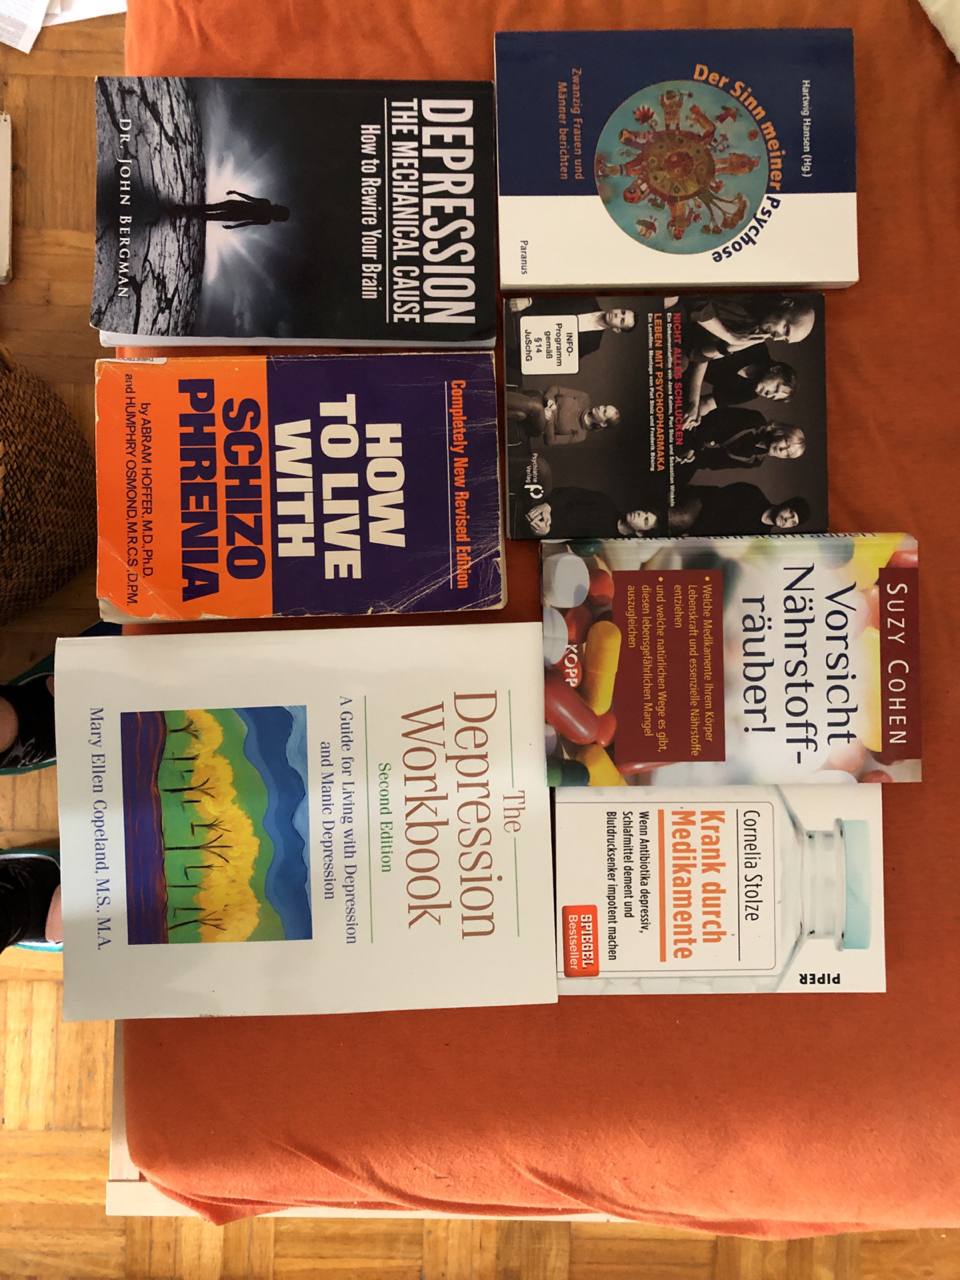 Hartwig Hansen (Hg.)
Der Sinn meiner Psychose
Zwanzig Frauen und
Männer berichten
Paranus
NICHT ALLES SCHLUCKEN
LEBEN MIT PSYCHOPHARMAKA
INFO-
Programm
gemäß
§ 14
JuSchG
Psychiatrie
Verlag
SUZY COHEN
Vorsicht
Nährstoff-
räuber!
• Welche Medikamente Ihrem Körper
Lebenskraft und essenzielle Nährstoffe
entziehen
• und welche natürlichen Wege es gibt,
diesen lebensgefährlichen Mangel
auszugleichen
KOPP
PIPER
Cornelia Stolze
Krank durch
Medikamente
Wenn Antibiotika depressiv,
Schlafmittel dement und
Blutdrucksenker impotent machen
SPIEGEL
Bestseller
DEPRESSION
THE MECHANICAL CAUSE
How to Rewire Your Brain
DR. JOHN BERGMAN
Completely New Revised Edition
HOW
TO LIVE
WITH
SCHIZO
PHRENIA
by ABRAM HOFFER, M.D., Ph.D.
and HUMPHRY OSMOND, M.R.C.S., D.P.M.
The
Depression
Workbook
Second Edition
A Guide for Living with Depression
and Manic Depression
Mary Ellen Copeland, M.S., M.A.